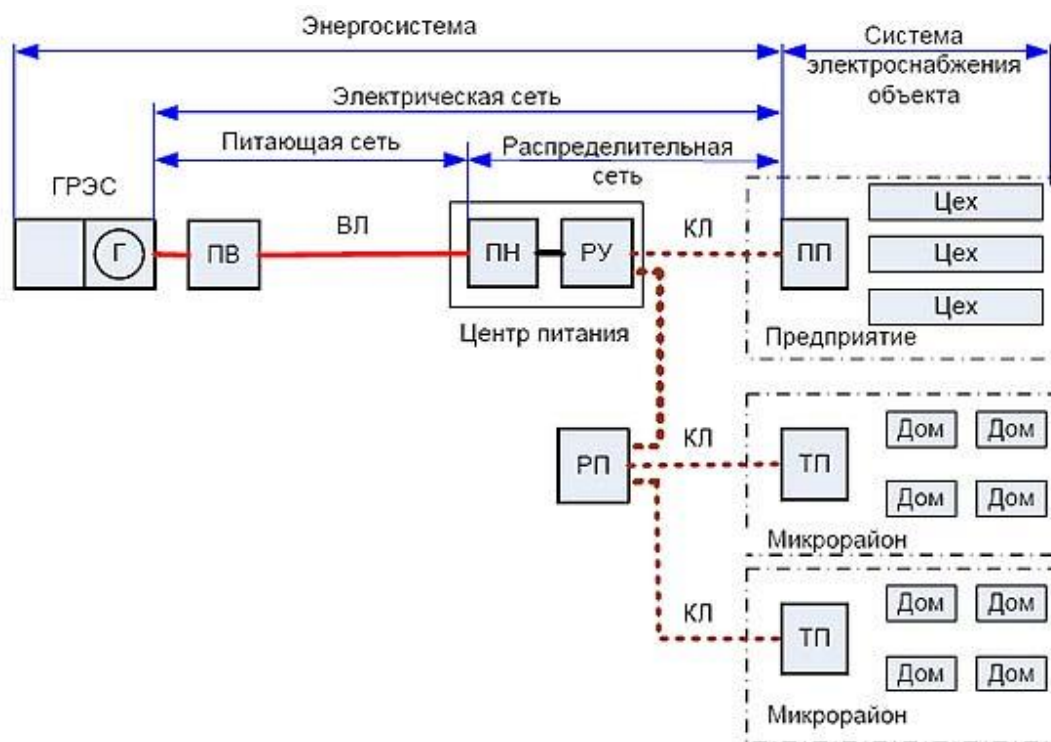 Энергосистема
Система
электроснабжения
объекта
Электрическая сеть
Питающая сеть
Распределительная
сеть
ГРЭС
Г
ПВ
ВЛ
ПН
РУ
КЛ
ПП
Цех
Цех
Цех
Центр питания
Предприятие
РП
КЛ
ТП
Дом
Дом
Дом
Дом
Микрорайон
КЛ
ТП
Дом
Дом
Дом
Дом
Микрорайон